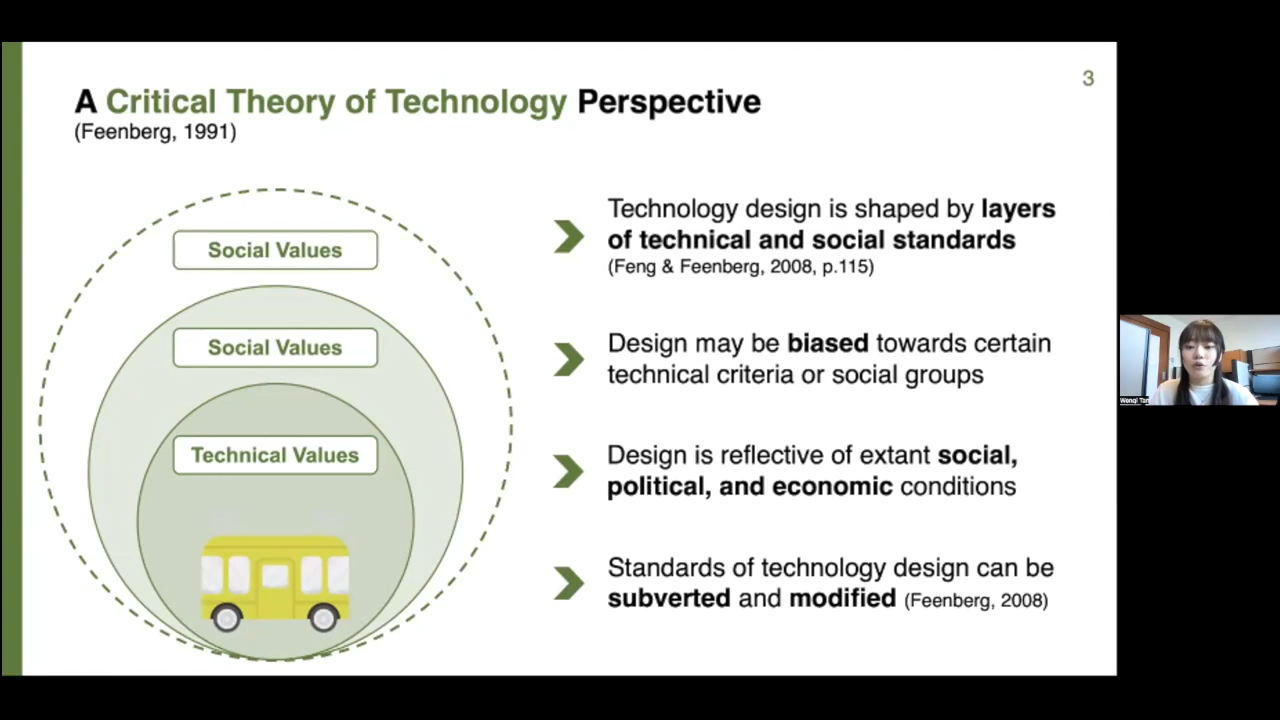 3
A Critical Theory of Technology Perspective
(Feenberg, 1991)
Social Values
Social Values
Technical Values
Technology design is shaped by layers
of technical and social standards
(Feng & Feenberg, 2008, p.115)
Design may be biased towards certain
technical criteria or social groups
Design is reflective of extant social,
political, and economic conditions
Standards of technology design can be
subverted and modified (Feenberg, 2008)
Wenqi Tan